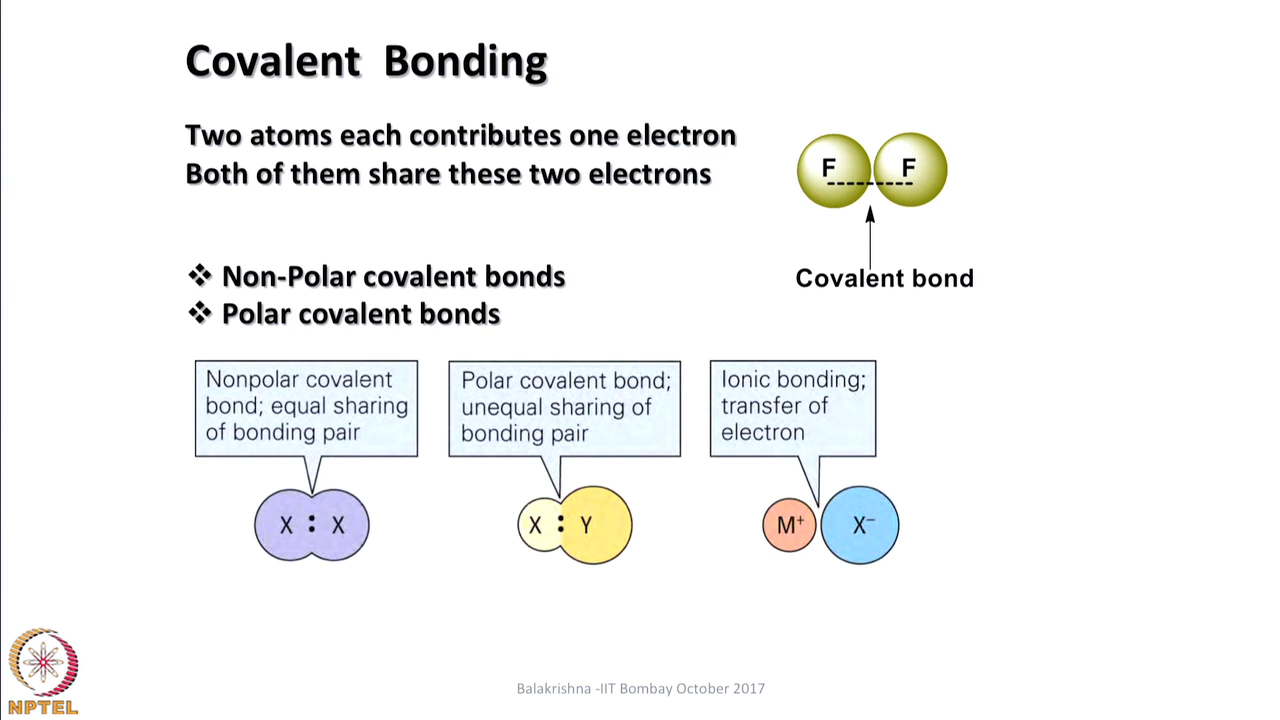 Covalent Bonding
Two atoms each contributes one electron
Both of them share these two electrons
F F
Covalent bond
❖ Non-Polar covalent bonds
❖ Polar covalent bonds
Nonpolar covalent
bond; equal sharing
of bonding pair
Polar covalent bond;
unequal sharing of
bonding pair
Ionic bonding;
transfer of
electron
X : X
X : Y
M⁺ X⁻
NPTEL
Balakrishna -IIT Bombay October 2017